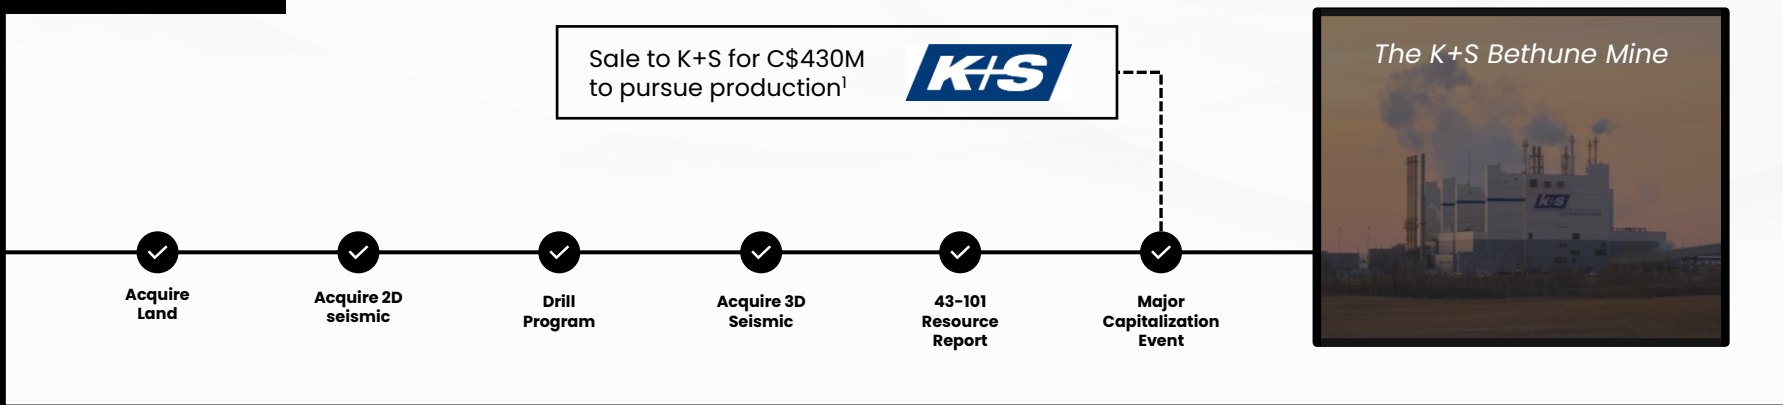 Sale to K+S for C$430M
to pursue production¹
K+S
The K+S Bethune Mine
K+S
Acquire
Land
Acquire 2D
seismic
Drill
Program
Acquire 3D
Seismic
43-101
Resource
Report
Major
Capitalization
Event